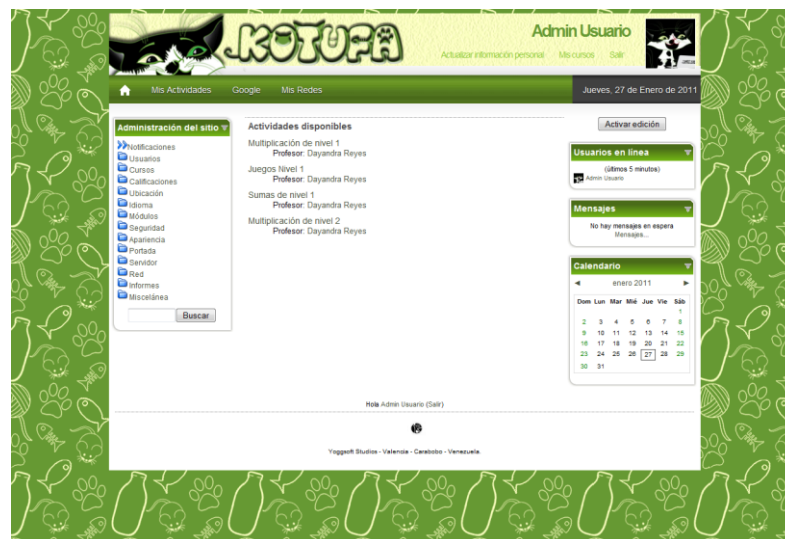 KOTUFA
Admin Usuario
Actualizar información personal Mis cursos Salir
Mis Actividades Google Mis Redes
Jueves, 27 de Enero de 2011
Administración del sitio
Notificaciones
Usuarios
Cursos
Calificaciones
Ubicación
Idioma
Módulos
Seguridad
Apariencia
Portada
Servidor
Red
Informes
Miscelánea
Buscar
Actividades disponibles
Multiplicación de nivel 1
Profesor: Dayandra Reyes
Juegos Nivel 1
Profesor: Dayandra Reyes
Sumas de nivel 1
Profesor: Dayandra Reyes
Multiplicación de nivel 2
Profesor: Dayandra Reyes
Activar edición
Usuarios en línea
(últimos 5 minutos)
Admin Usuario
Mensajes
No hay mensajes en espera
Mensajes...
Calendario
◄ enero 2011 ►
Dom Lun Mar Mié Jue Vie Sáb
1
2 3 4 5 6 7 8
9 10 11 12 13 14 15
16 17 18 19 20 21 22
23 24 25 26 27 28 29
30 31
Hola Admin Usuario (Salir)
Yoggsoft Studios - Valencia - Carabobo - Venezuela.